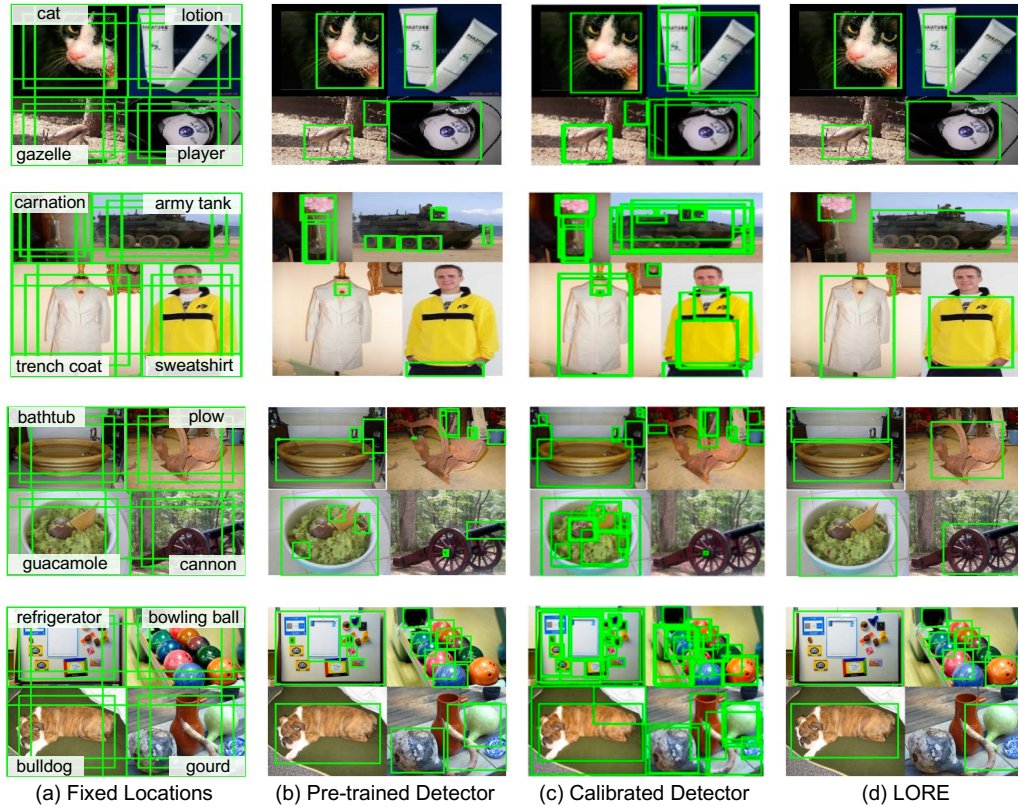 cat
lotion
gazelle
player
carnation
army tank
trench coat
sweatshirt
bathtub
plow
guacamole
cannon
refrigerator
bowling ball
bulldog
gourd
(a) Fixed Locations
(b) Pre-trained Detector
(c) Calibrated Detector
(d) LORE